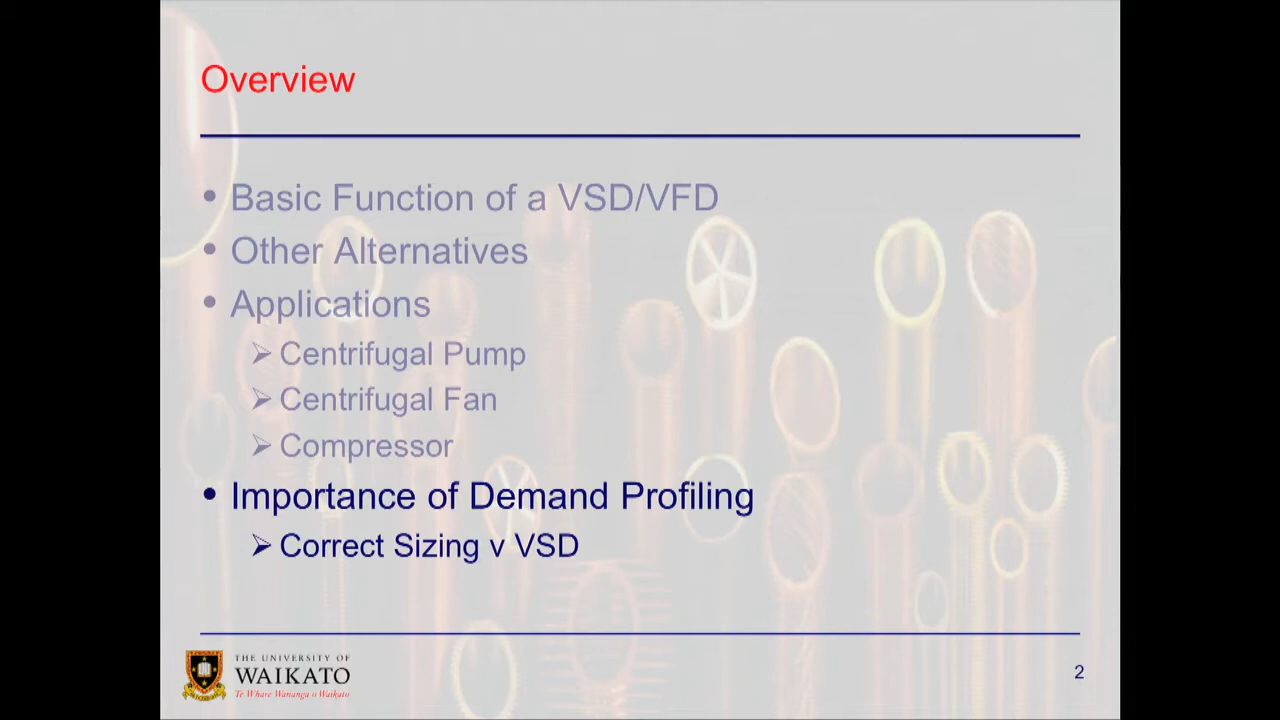 Overview
• Basic Function of a VSD/VFD
• Other Alternatives
• Applications
➢ Centrifugal Pump
➢ Centrifugal Fan
➢ Compressor
• Importance of Demand Profiling
➢ Correct Sizing v VSD
THE UNIVERSITY OF
WAIKATO
Te Whare Wananga o Waikato
2